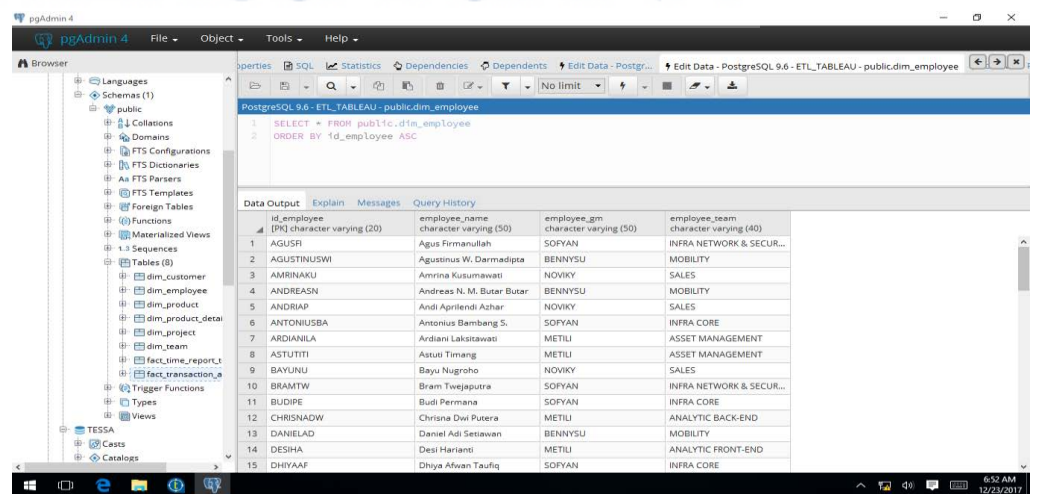 pgAdmin 4
pgAdmin 4 File Object Tools Help
Browser
Languages
Schemas (1)
public
Collations
Domains
FTS Configurations
FTS Dictionaries
Aa FTS Parsers
FTS Templates
Foreign Tables
Functions
Materialized Views
1..3 Sequences
Tables (8)
dim_customer
dim_employee
dim_product
dim_product_detai
dim_project
dim_team
fact_time_report_t
fact_transaction_a
Trigger Functions
Types
Views
TESSA
Casts
Catalogs
operties SQL Statistics Dependencies Dependents Edit Data - Postgr... Edit Data - PostgreSQL 9.6 - ETL_TABLEAU - public.dim_employee
No limit
PostgreSQL 9.6 - ETL_TABLEAU - public.dim_employee
1 SELECT * FROM public.dim_employee
2 ORDER BY id_employee ASC
Data Output Explain Messages Query History
id_employee employee_name employee_gm employee_team
[PK] character varying (20) character varying (50) character varying (50) character varying (40)
1 AGUSFI Agus Firmanullah SOFYAN INFRA NETWORK & SECUR...
2 AGUSTINUSWI Agustinus W. Darmadipta BENNYSU MOBILITY
3 AMRINAKU Amrina Kusumawati NOVIKY SALES
4 ANDREASN Andreas N. M. Butar Butar BENNYSU MOBILITY
5 ANDRIAP Andi Aprilendi Azhar NOVIKY SALES
6 ANTONIUSBA Antonius Bambang S. SOFYAN INFRA CORE
7 ARDIANILA Ardiani Laksitawati METILI ASSET MANAGEMENT
8 ASTUTITI Astuti Timang METILI ASSET MANAGEMENT
9 BAYUNU Bayu Nugroho NOVIKY SALES
10 BRAMTW Bram Twejaputra SOFYAN INFRA NETWORK & SECUR...
11 BUDIPE Budi Permana SOFYAN INFRA CORE
12 CHRISNADW Chrisna Dwi Putera METILI ANALYTIC BACK-END
13 DANIELAD Daniel Adi Setiawan BENNYSU MOBILITY
14 DESIHA Desi Harianti METILI ANALYTIC FRONT-END
15 DHIYAAF Dhiya Afwan Taufiq SOFYAN INFRA CORE
6:52 AM
12/23/2017